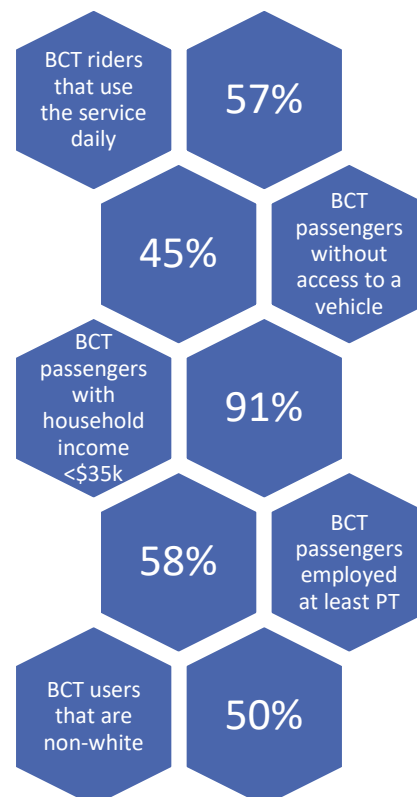 BCT riders
that use
the service
daily
57%
45%
BCT
passengers
without
access to a
vehicle
BCT
passengers
with
household
income
<$35k
91%
58%
BCT
passengers
employed
at least PT
BCT users
that are
non-white
50%